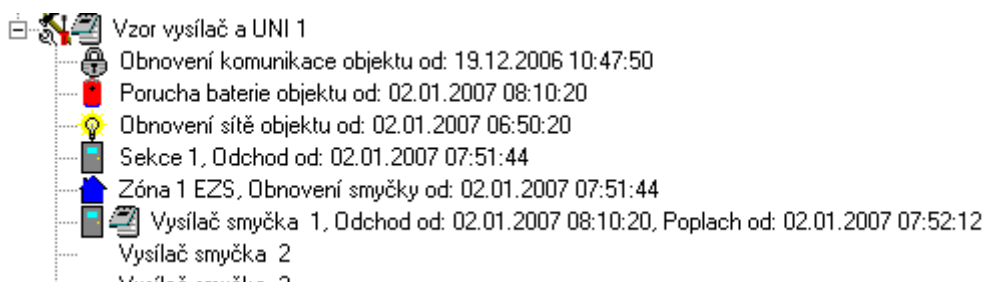 Vzor vysílač a UNI 1
Obnovení komunikace objektu od: 19.12.2006 10:47:50
Porucha baterie objektu od: 02.01.2007 08:10:20
Obnovení sítě objektu od: 02.01.2007 06:50:20
Sekce 1, Odchod od: 02.01.2007 07:51:44
Zóna 1 EZS, Obnovení smyčky od: 02.01.2007 07:51:44
Vysílač smyčka  1, Odchod od: 02.01.2007 08:10:20, Poplach od: 02.01.2007 07:52:12
Vysílač smyčka  2
Vysílač smyčka